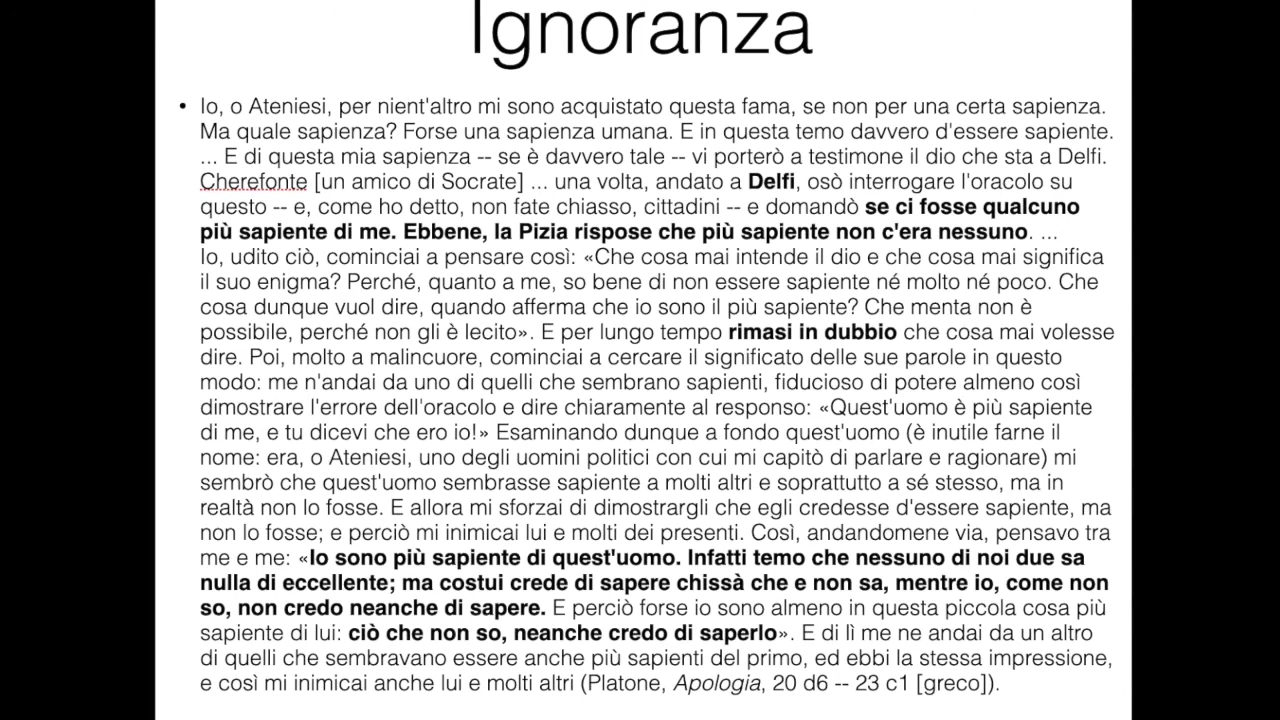 Ignoranza
• Io, o Ateniesi, per nient'altro mi sono acquistato questa fama, se non per una certa sapienza.
Ma quale sapienza? Forse una sapienza umana. E in questa temo davvero d'essere sapiente.
... E di questa mia sapienza -- se è davvero tale -- vi porterò a testimone il dio che sta a Delfi.
Cherefonte [un amico di Socrate] ... una volta, andato a Delfi, osò interrogare l'oracolo su
questo -- e, come ho detto, non fate chiasso, cittadini -- e domandò se ci fosse qualcuno
più sapiente di me. Ebbene, la Pizia rispose che più sapiente non c'era nessuno. ...
Io, udito ciò, cominciai a pensare così: «Che cosa mai intende il dio e che cosa mai significa
il suo enigma? Perché, quanto a me, so bene di non essere sapiente né molto né poco. Che
cosa dunque vuol dire, quando afferma che io sono il più sapiente? Che menta non è
possibile, perché non gli è lecito». E per lungo tempo rimasi in dubbio che cosa mai volesse
dire. Poi, molto a malincuore, cominciai a cercare il significato delle sue parole in questo
modo: me n'andai da uno di quelli che sembrano sapienti, fiducioso di potere almeno così
dimostrare l'errore dell'oracolo e dire chiaramente al responso: «Quest'uomo è più sapiente
di me, e tu dicevi che ero io!» Esaminando dunque a fondo quest'uomo (è inutile farne il
nome: era, o Ateniesi, uno degli uomini politici con cui mi capitò di parlare e ragionare) mi
sembrò che quest'uomo sembrasse sapiente a molti altri e soprattutto a sé stesso, ma in
realtà non lo fosse. E allora mi sforzai di dimostrargli che egli credesse d'essere sapiente, ma
non lo fosse; e perciò mi inimicai lui e molti dei presenti. Così, andandomene via, pensavo tra
me e me: «Io sono più sapiente di quest'uomo. Infatti temo che nessuno di noi due sa
nulla di eccellente; ma costui crede di sapere chissà che e non sa, mentre io, come non
so, non credo neanche di sapere. E perciò forse io sono almeno in questa piccola cosa più
sapiente di lui: ciò che non so, neanche credo di saperlo». E di lì me ne andai da un altro
di quelli che sembravano essere anche più sapienti del primo, ed ebbi la stessa impressione,
e così mi inimicai anche lui e molti altri (Platone, Apologia, 20 d6 -- 23 c1 [greco]).